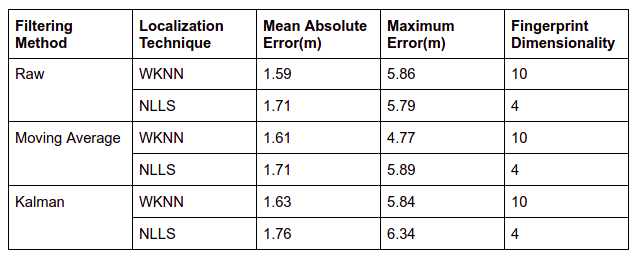 Filtering Method | Localization Technique | Mean Absolute Error(m) | Maximum Error(m) | Fingerprint Dimensionality
Raw | WKNN | 1.59 | 5.86 | 10
NLLS | 1.71 | 5.79 | 4
Moving Average | WKNN | 1.61 | 4.77 | 10
NLLS | 1.71 | 5.89 | 4
Kalman | WKNN | 1.63 | 5.84 | 10
NLLS | 1.76 | 6.34 | 4